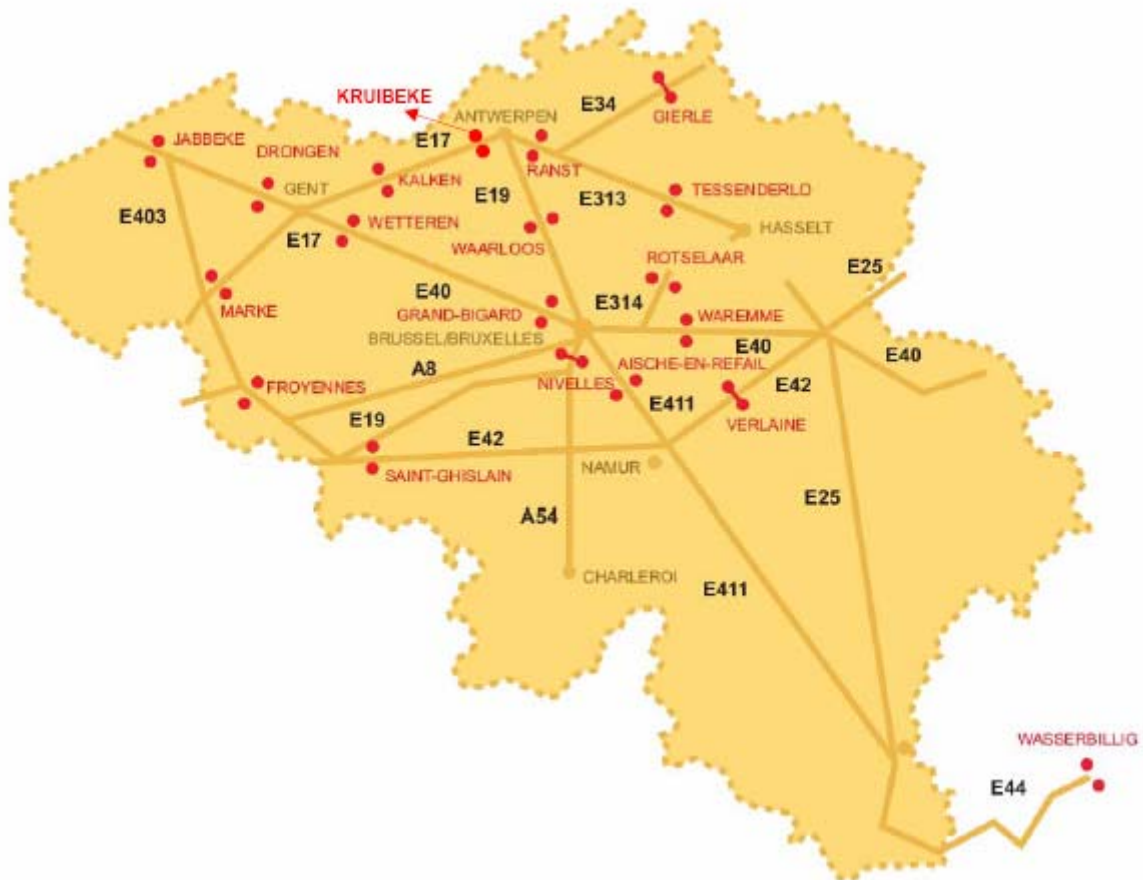 KRUIBEKE
ANTWERPEN
E34
GIERLE
JABBEKE
DRONGEN
E17
RANST
GENT
KALKEN
E19
E313
TESSENDERLO
E403
WETTEREN
HASSELT
E17
WAARLOOS
ROTSELAAR
E25
E40
MARKE
GRAND-BIGARD
E314
WAREMME
BRUSSEL/BRUXELLES
E40
E40
A8
AISCHE-EN-REFAIL
FROYENNES
NIVELLES
E42
E411
VERLAINE
E19
E42
SAINT-GHISLAIN
NAMUR
E25
A54
CHARLEROI
E411
WASSERBILLIG
E44